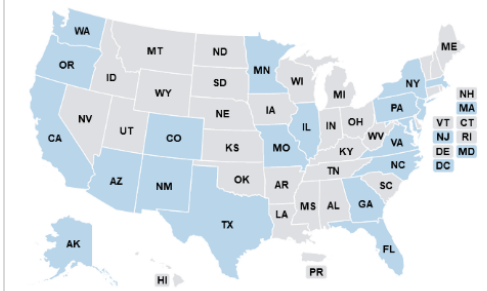 WA
ME
MT
ND
OR
MN
ID
SD
WI
NY
WY
MI
NH
IA
PA
MA
NE
NV
OH
VT CT
IL
IN
UT
NJ RI
CO
WV
VA
CA
KS
MO
KY
DE MD
NC
DC
TN
OK
AZ
NM
AR
SC
MS
AL
GA
LA
TX
AK
FL
PR
HI